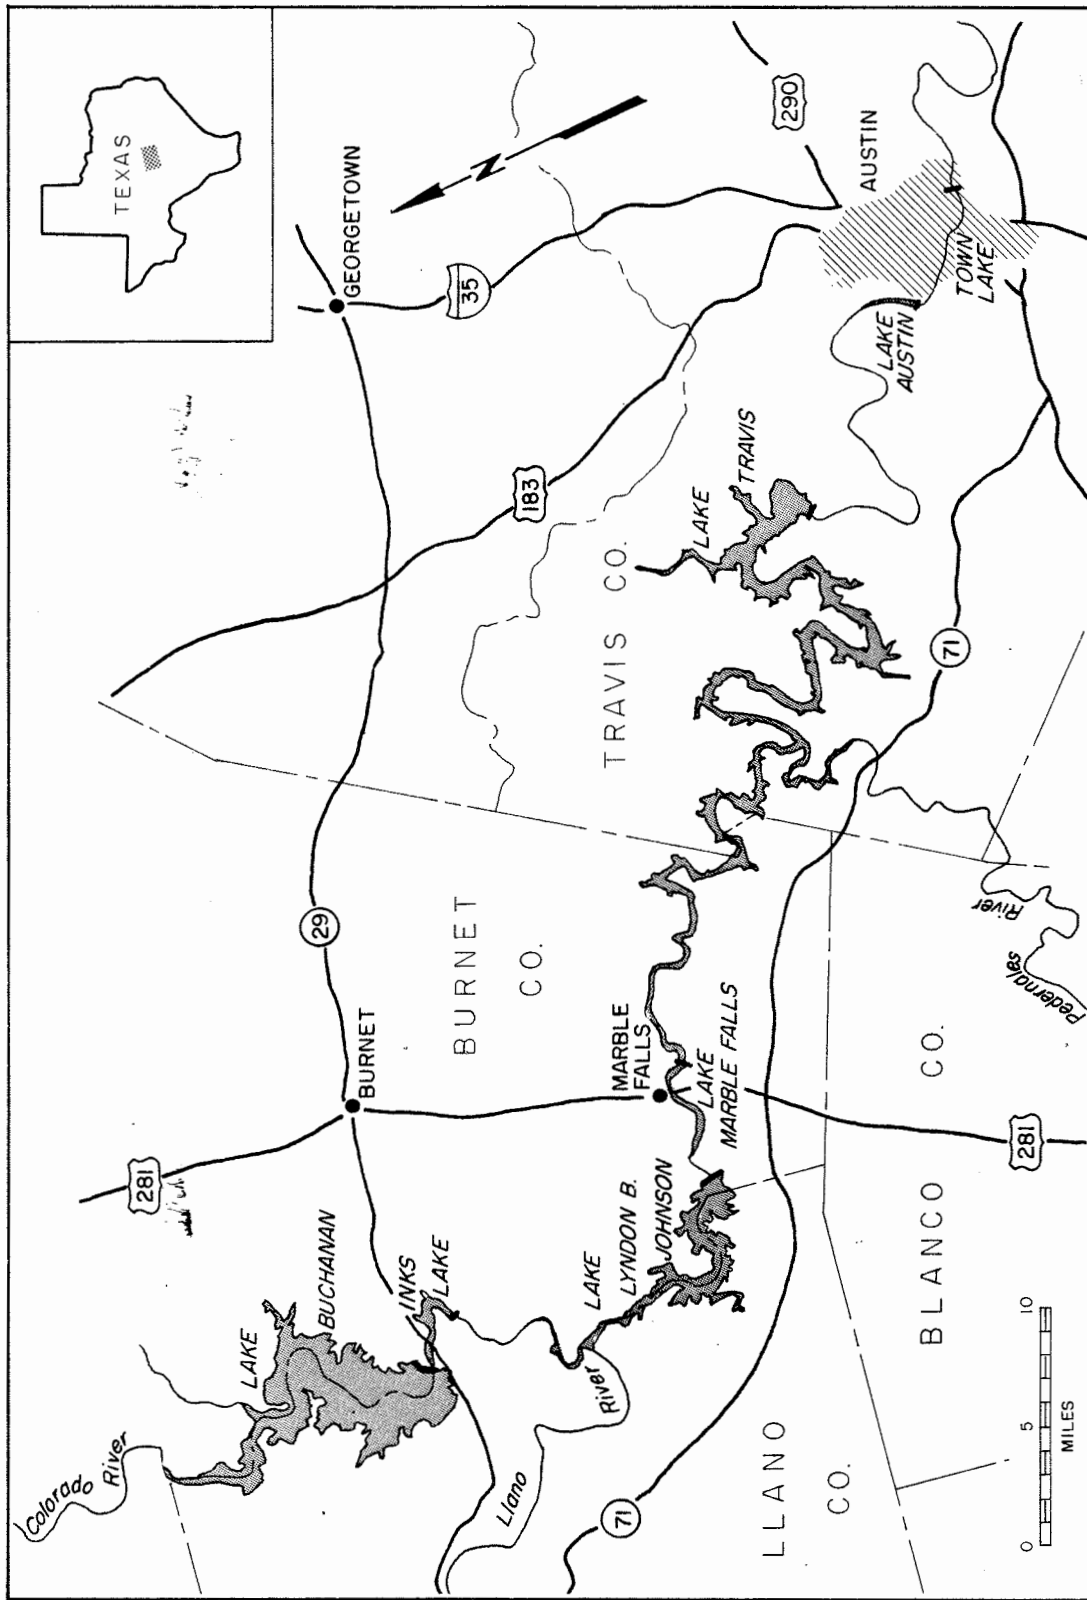 TEXAS
N
GEORGETOWN
35
290
AUSTIN
TOWN
LAKE
LAKE
AUSTIN
183
LAKE
TRAVIS
TRAVIS CO.
71
29
BURNET
CO.
BURNET
MARBLE
FALLS
LAKE
MARBLE FALLS
Pedernales
River
281
281
LAKE
BUCHANAN
INKS
LAKE
LAKE
LYNDON B.
JOHNSON
Colorado
River
Llano
River
71
BLANCO CO.
LLANO
CO.
0 5 10
MILES